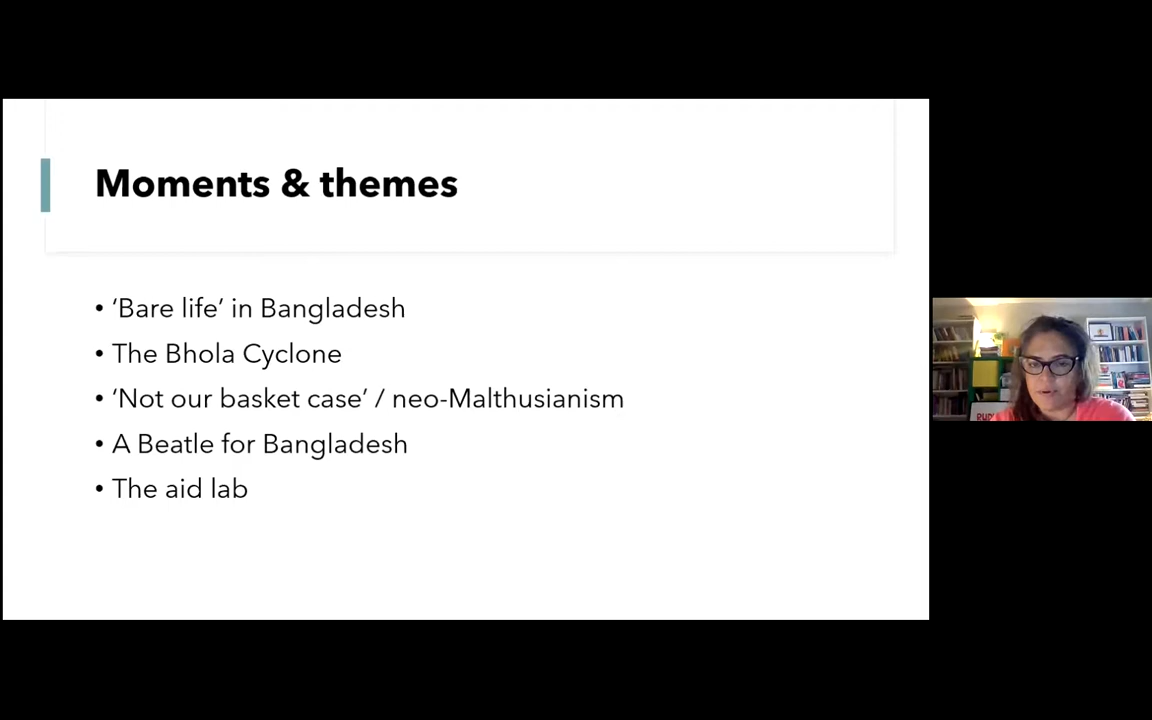 Moments & themes
• ‘Bare life’ in Bangladesh
• The Bhola Cyclone
• ‘Not our basket case’ / neo-Malthusianism
• A Beatle for Bangladesh
• The aid lab